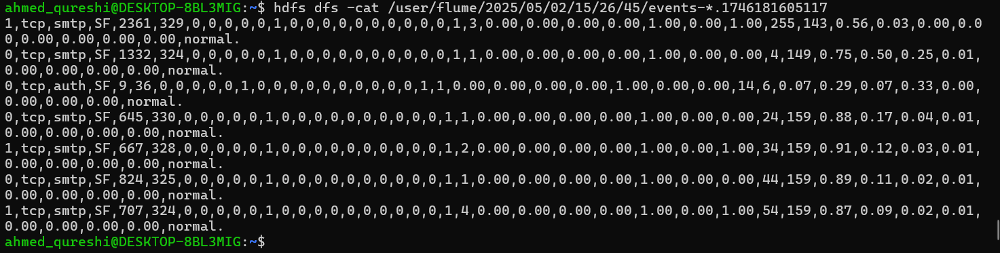 ahmed_qureshi@DESKTOP-8BL3MIG:~$ hdfs dfs -cat /user/flume/2025/05/02/15/26/45/events-*.1746181605117
1,tcp,smtp,SF,2361,329,0,0,0,0,0,1,0,0,0,0,0,0,0,0,0,0,1,3,0.00,0.00,0.00,0.00,1.00,0.00,1.00,255,143,0.56,0.03,0.00,0.0
0,0.00,0.00,0.00,0.00,normal.
0,tcp,smtp,SF,1332,324,0,0,0,0,0,1,0,0,0,0,0,0,0,0,0,0,1,1,0.00,0.00,0.00,0.00,1.00,0.00,0.00,4,149,0.75,0.50,0.25,0.01,
0.00,0.00,0.00,0.00,normal.
0,tcp,auth,SF,9,36,0,0,0,0,0,1,0,0,0,0,0,0,0,0,0,0,1,1,0.00,0.00,0.00,0.00,1.00,0.00,0.00,14,6,0.07,0.29,0.07,0.33,0.00,
0.00,0.00,0.00,normal.
0,tcp,smtp,SF,645,330,0,0,0,0,0,1,0,0,0,0,0,0,0,0,0,0,1,1,0.00,0.00,0.00,0.00,1.00,0.00,0.00,24,159,0.88,0.17,0.04,0.01,
0.00,0.00,0.00,0.00,normal.
1,tcp,smtp,SF,667,328,0,0,0,0,0,1,0,0,0,0,0,0,0,0,0,0,1,2,0.00,0.00,0.00,0.00,1.00,0.00,1.00,34,159,0.91,0.12,0.03,0.01,
0.00,0.00,0.00,0.00,normal.
0,tcp,smtp,SF,824,325,0,0,0,0,0,1,0,0,0,0,0,0,0,0,0,0,1,1,0.00,0.00,0.00,0.00,1.00,0.00,0.00,44,159,0.89,0.11,0.02,0.01,
0.00,0.00,0.00,0.00,normal.
1,tcp,smtp,SF,707,324,0,0,0,0,0,1,0,0,0,0,0,0,0,0,0,0,1,4,0.00,0.00,0.00,0.00,1.00,0.00,1.00,54,159,0.87,0.09,0.02,0.01,
0.00,0.00,0.00,0.00,normal.
ahmed_qureshi@DESKTOP-8BL3MIG:~$